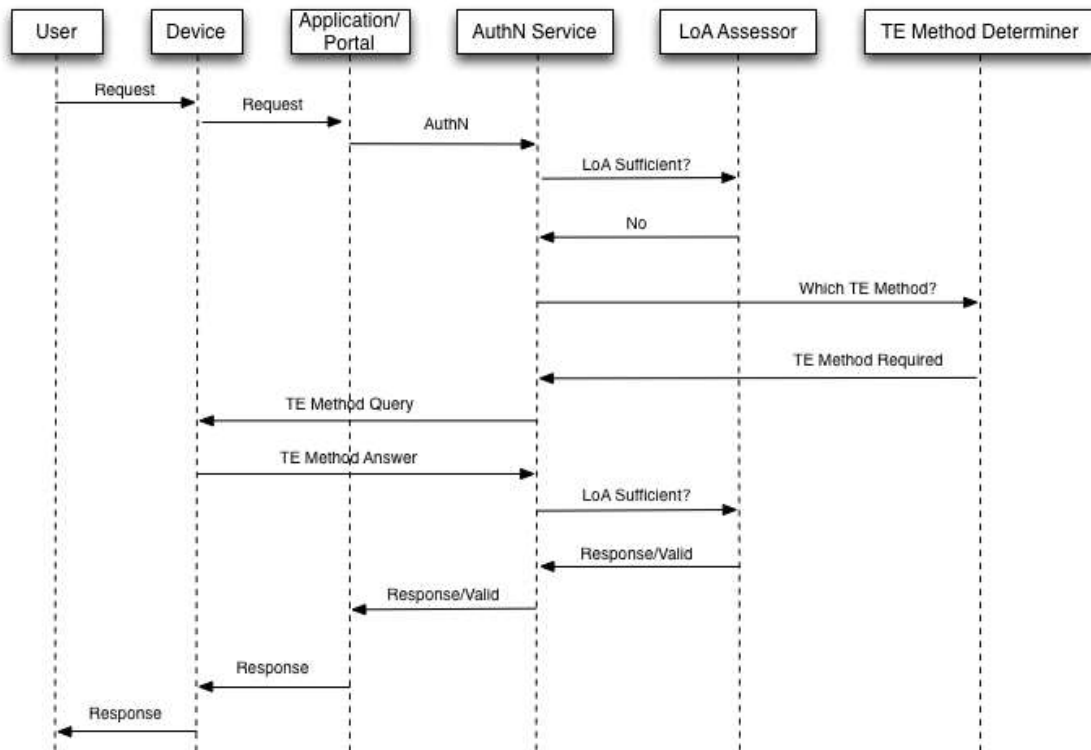 User
Device
Application/
Portal
AuthN Service
LoA Assessor
TE Method Determiner
Request
Request
AuthN
LoA Sufficient?
No
Which TE Method?
TE Method Required
TE Method Query
TE Method Answer
LoA Sufficient?
Response/Valid
Response/Valid
Response
Response